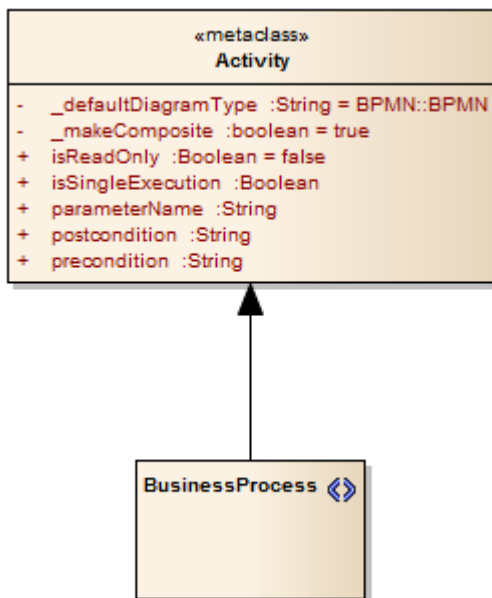 «metaclass»
Activity
- _defaultDiagramType :String = BPMN::BPMN
- _makeComposite :boolean = true
+ isReadOnly :Boolean = false
+ isSingleExecution :Boolean
+ parameterName :String
+ postcondition :String
+ precondition :String
BusinessProcess «»